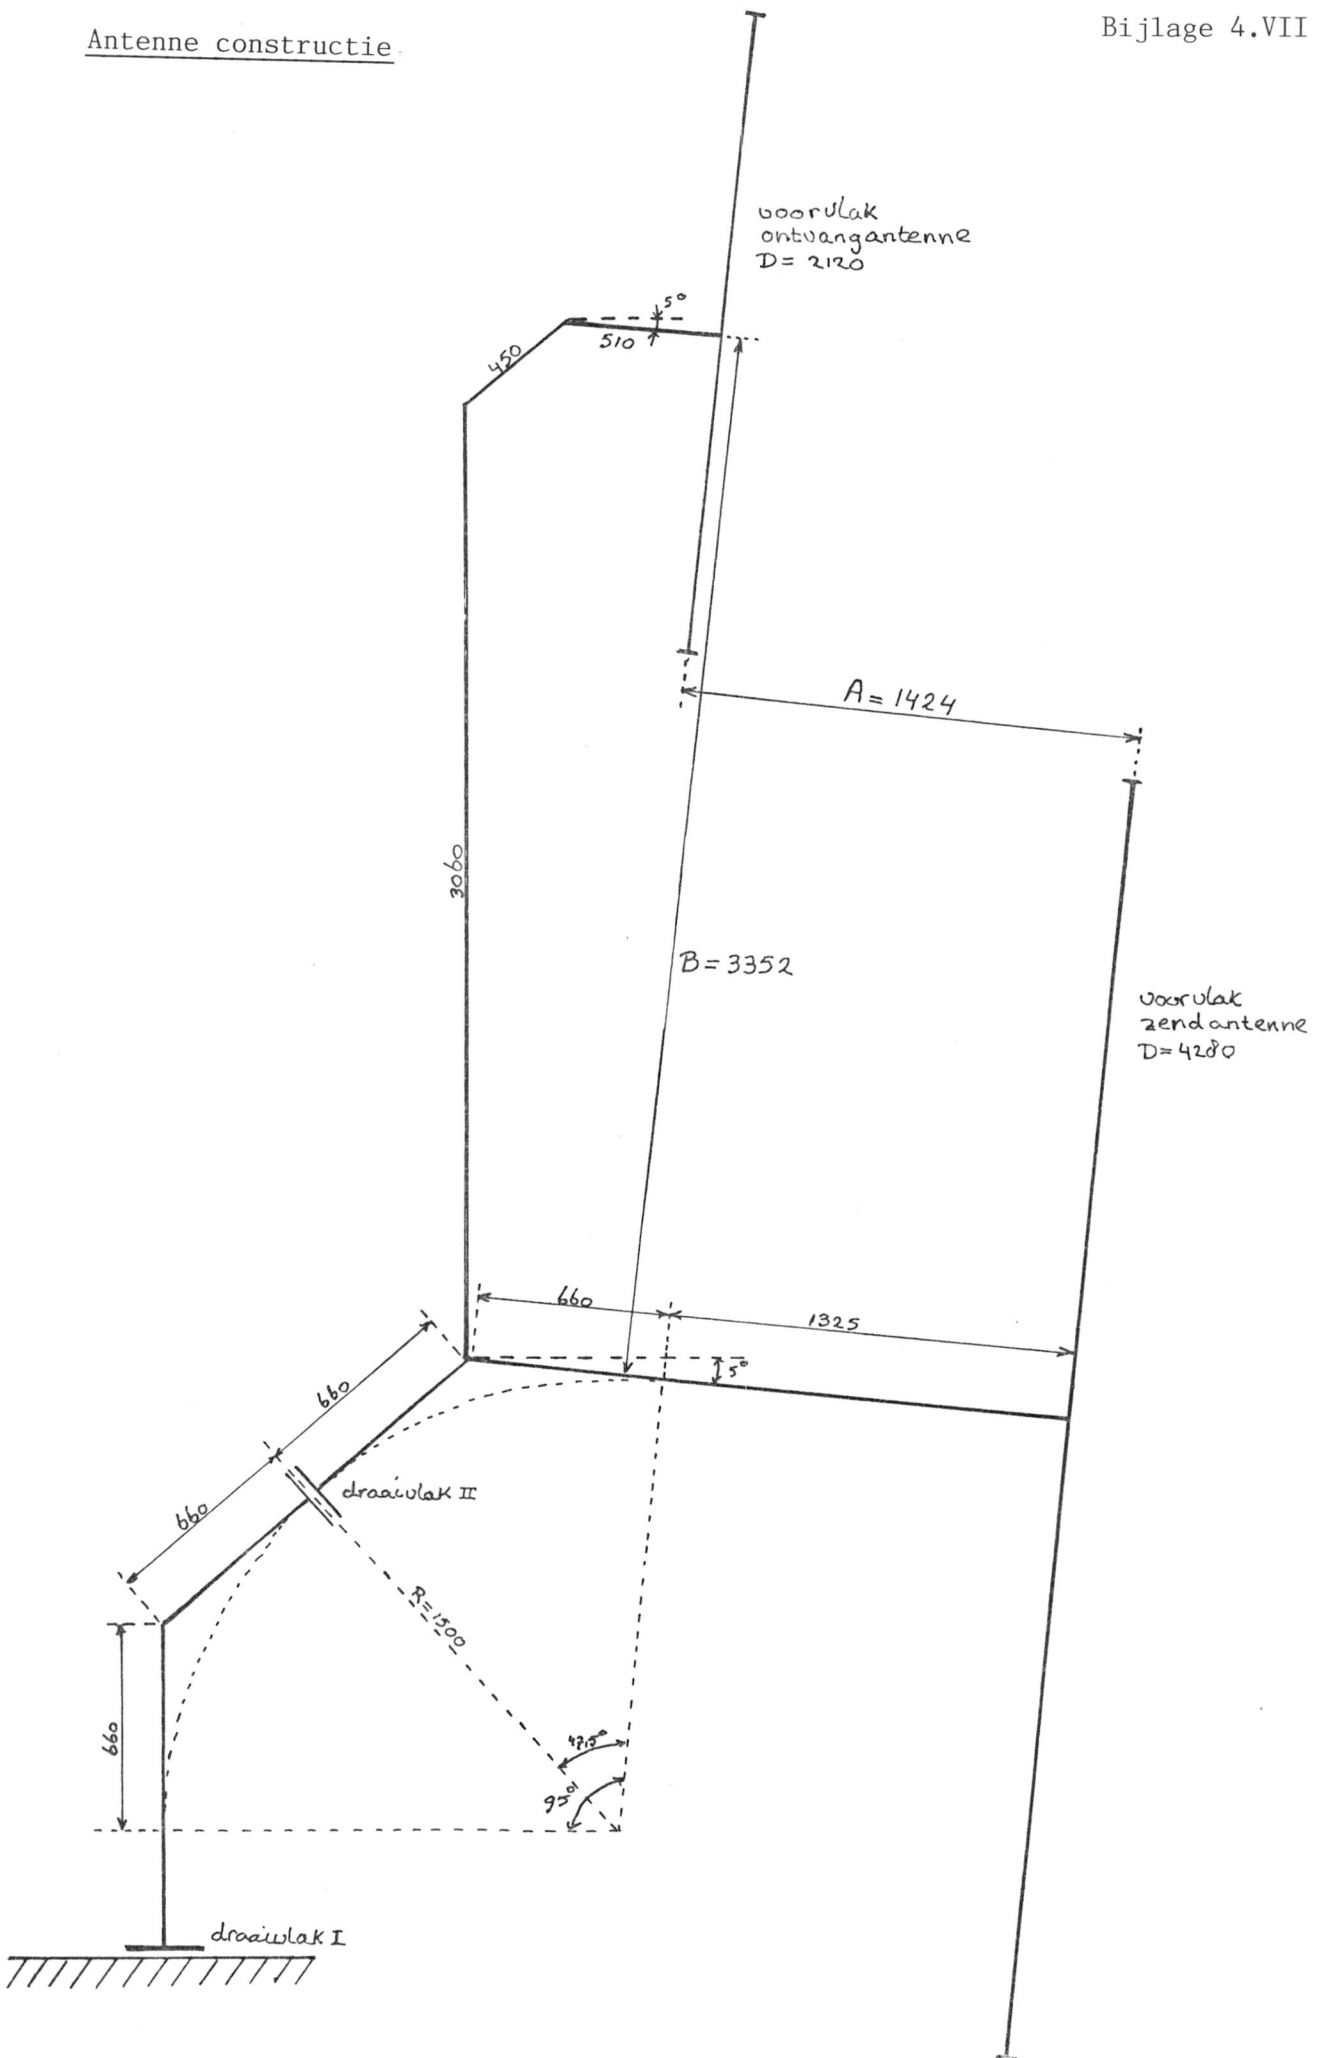 Antenne constructie
Bijlage 4.VII
voorvlak
ontvangantenne
D= 2120
5°
510
450
A= 1424
3060
B= 3352
voorvlak
zendantenne
D= 4280
660
1325
5°
660
660
draaivlak II
R=1500
660
47,5°
95°
draaivlak I